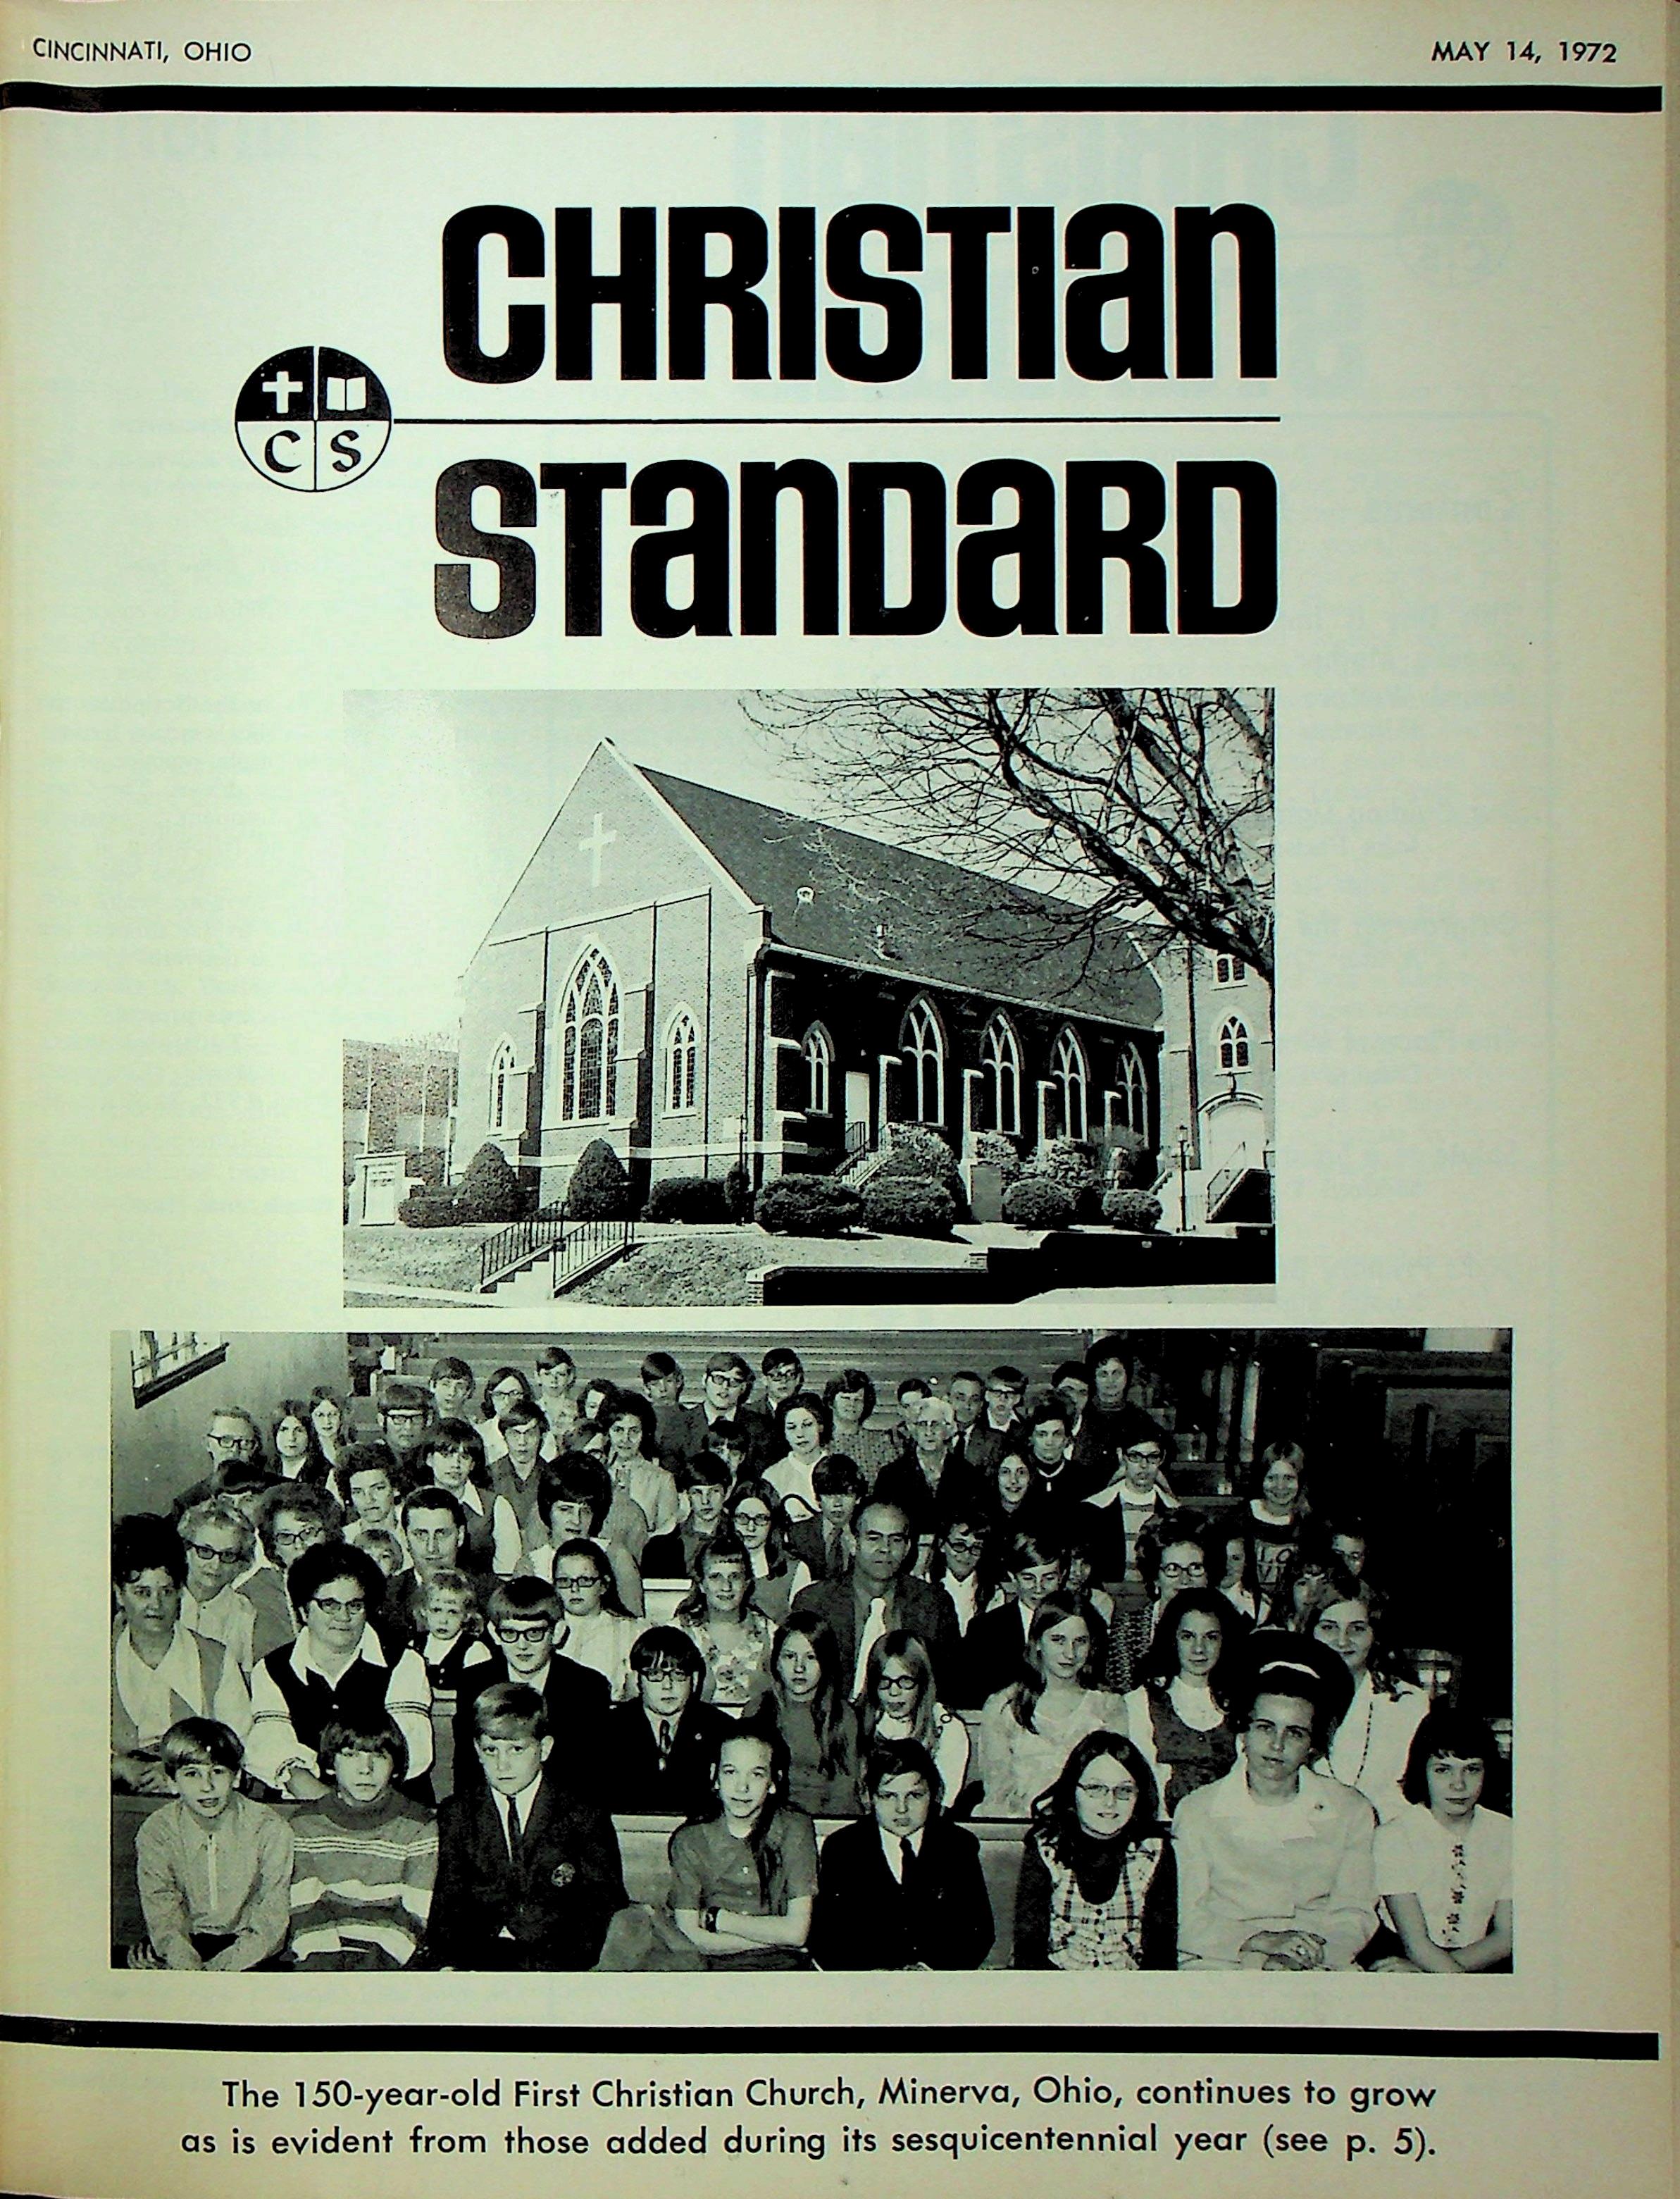 CINCINNATI, OHIO
MAY 14, 1972
CHRISTIan
C S
STanDaRD
The 150-year-old First Christian Church, Minerva, Ohio, continues to grow
as is evident from those added during its sesquicentennial year (see p. 5).